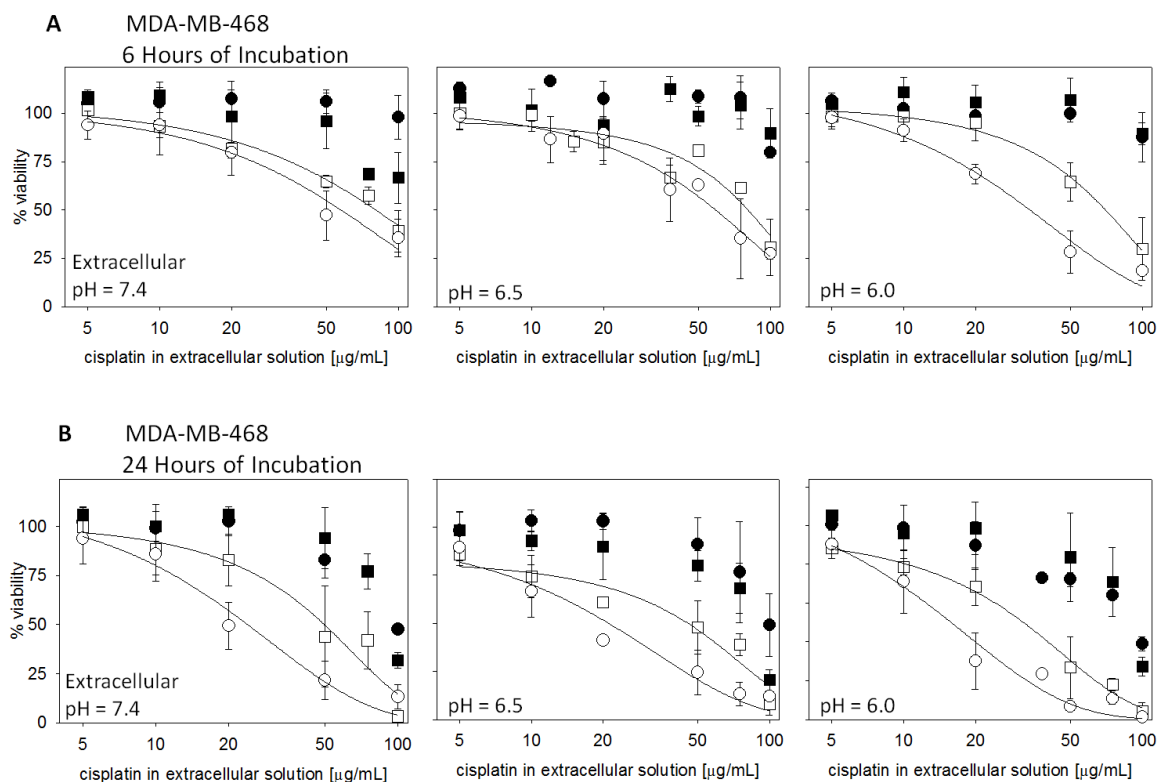 A MDA-MB-468
6 Hours of Incubation
% viability
100
75
50
25
0
Extracellular
pH = 7.4
pH = 6.5
pH = 6.0
5 10 20 50 100
5 10 20 50 100
5 10 20 50 100
cisplatin in extracellular solution [μg/mL]
cisplatin in extracellular solution [μg/mL]
cisplatin in extracellular solution [μg/mL]
B MDA-MB-468
24 Hours of Incubation
% viability
100
75
50
25
0
Extracellular
pH = 7.4
pH = 6.5
pH = 6.0
5 10 20 50 100
5 10 20 50 100
5 10 20 50 100
cisplatin in extracellular solution [μg/mL]
cisplatin in extracellular solution [μg/mL]
cisplatin in extracellular solution [μg/mL]